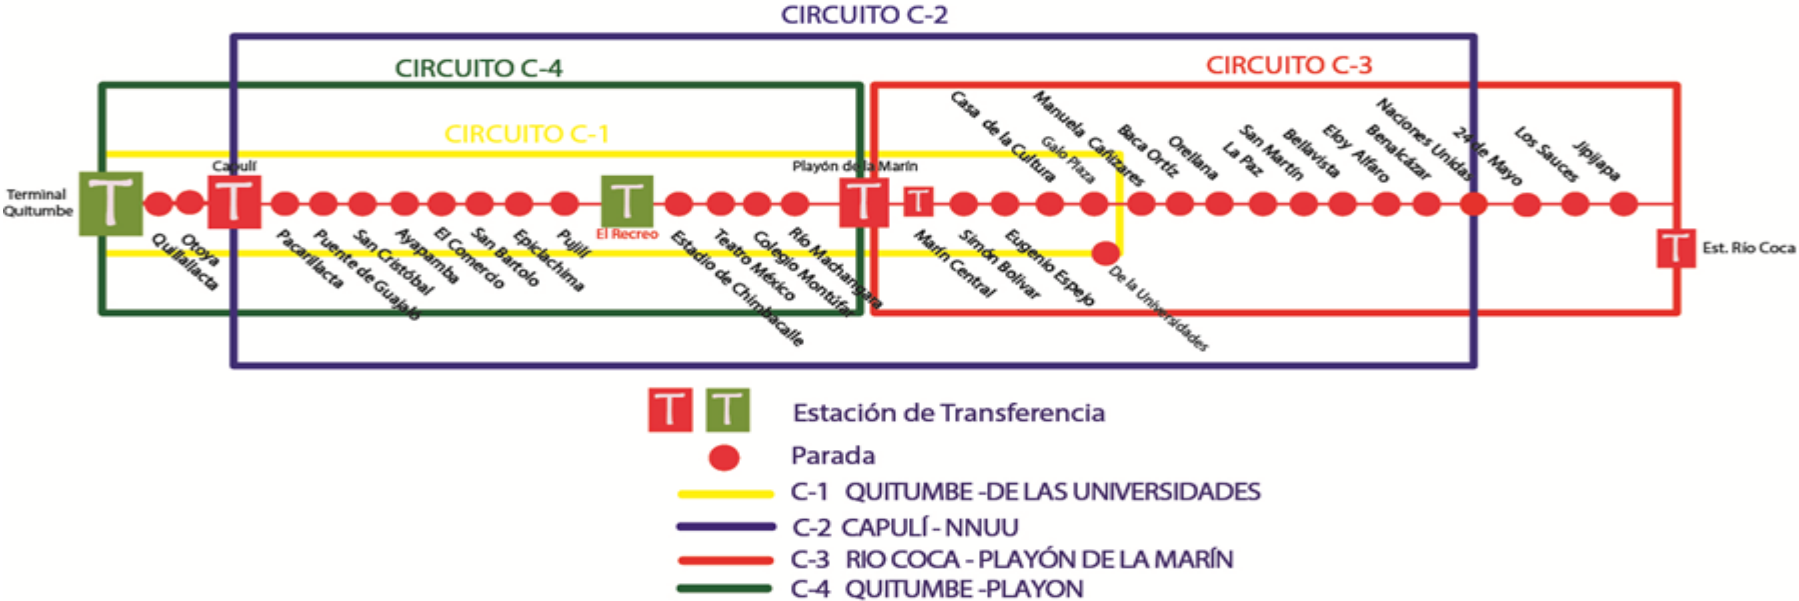 CIRCUITO C-2
CIRCUITO C-4
CIRCUITO C-3
CIRCUITO C-1
Terminal
Quitumbe
T
Quillallacta
Otoya
Capulí
T
Pacarillacta
Puente de Guajaló
San Cristóbal
Ayapamba
El Comercio
San Bartolo
Epiclachima
Pujilí
T
El Recreo
Estadio de Chimbacalle
Teatro México
Colegio Montúfar
Río Machangara
Playón de la Marín
T
T
Marín Central
Simón Bolívar
Eugenio Espejo
Casa de la Cultura
Galo Plaza
De la Universidades
Manuela Cañizares
Baca Ortíz
Orellana
La Paz
San Martín
Bellavista
Eloy Alfaro
Benalcázar
Naciones Unidas
24 de Mayo
Los Sauces
Jipijapa
T
Est. Río Coca
T T Estación de Transferencia
Parada
C-1 QUITUMBE -DE LAS UNIVERSIDADES
C-2 CAPULÍ - NNUU
C-3 RIO COCA - PLAYÓN DE LA MARÍN
C-4 QUITUMBE -PLAYON